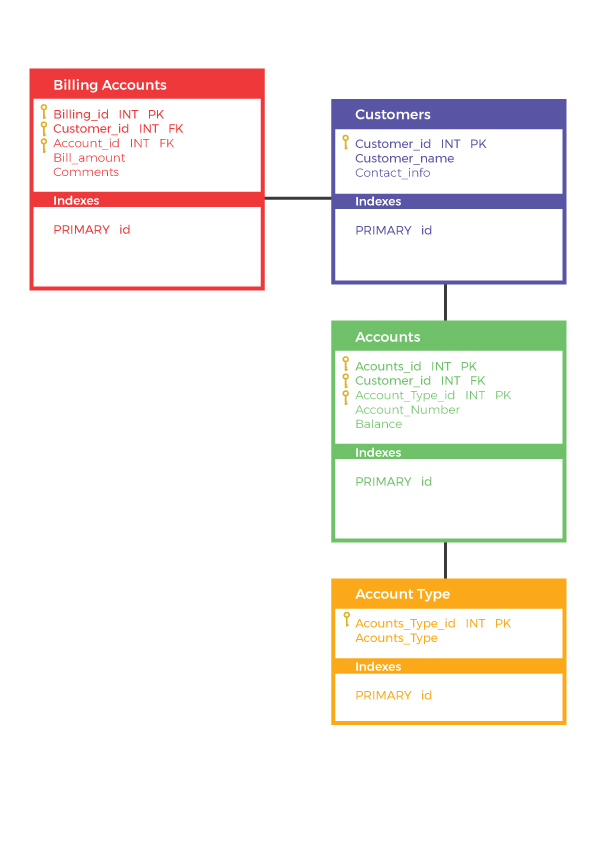 Billing Accounts
Billing_id INT PK
Customer_id INT FK
Account_id INT FK
Bill_amount
Comments
Indexes
PRIMARY id
Customers
Customer_id INT PK
Customer_name
Contact_info
Indexes
PRIMARY id
Accounts
Acounts_id INT PK
Customer_id INT FK
Account_Type_id INT PK
Account_Number
Balance
Indexes
PRIMARY id
Account Type
Acounts_Type_id INT PK
Acounts_Type
Indexes
PRIMARY id